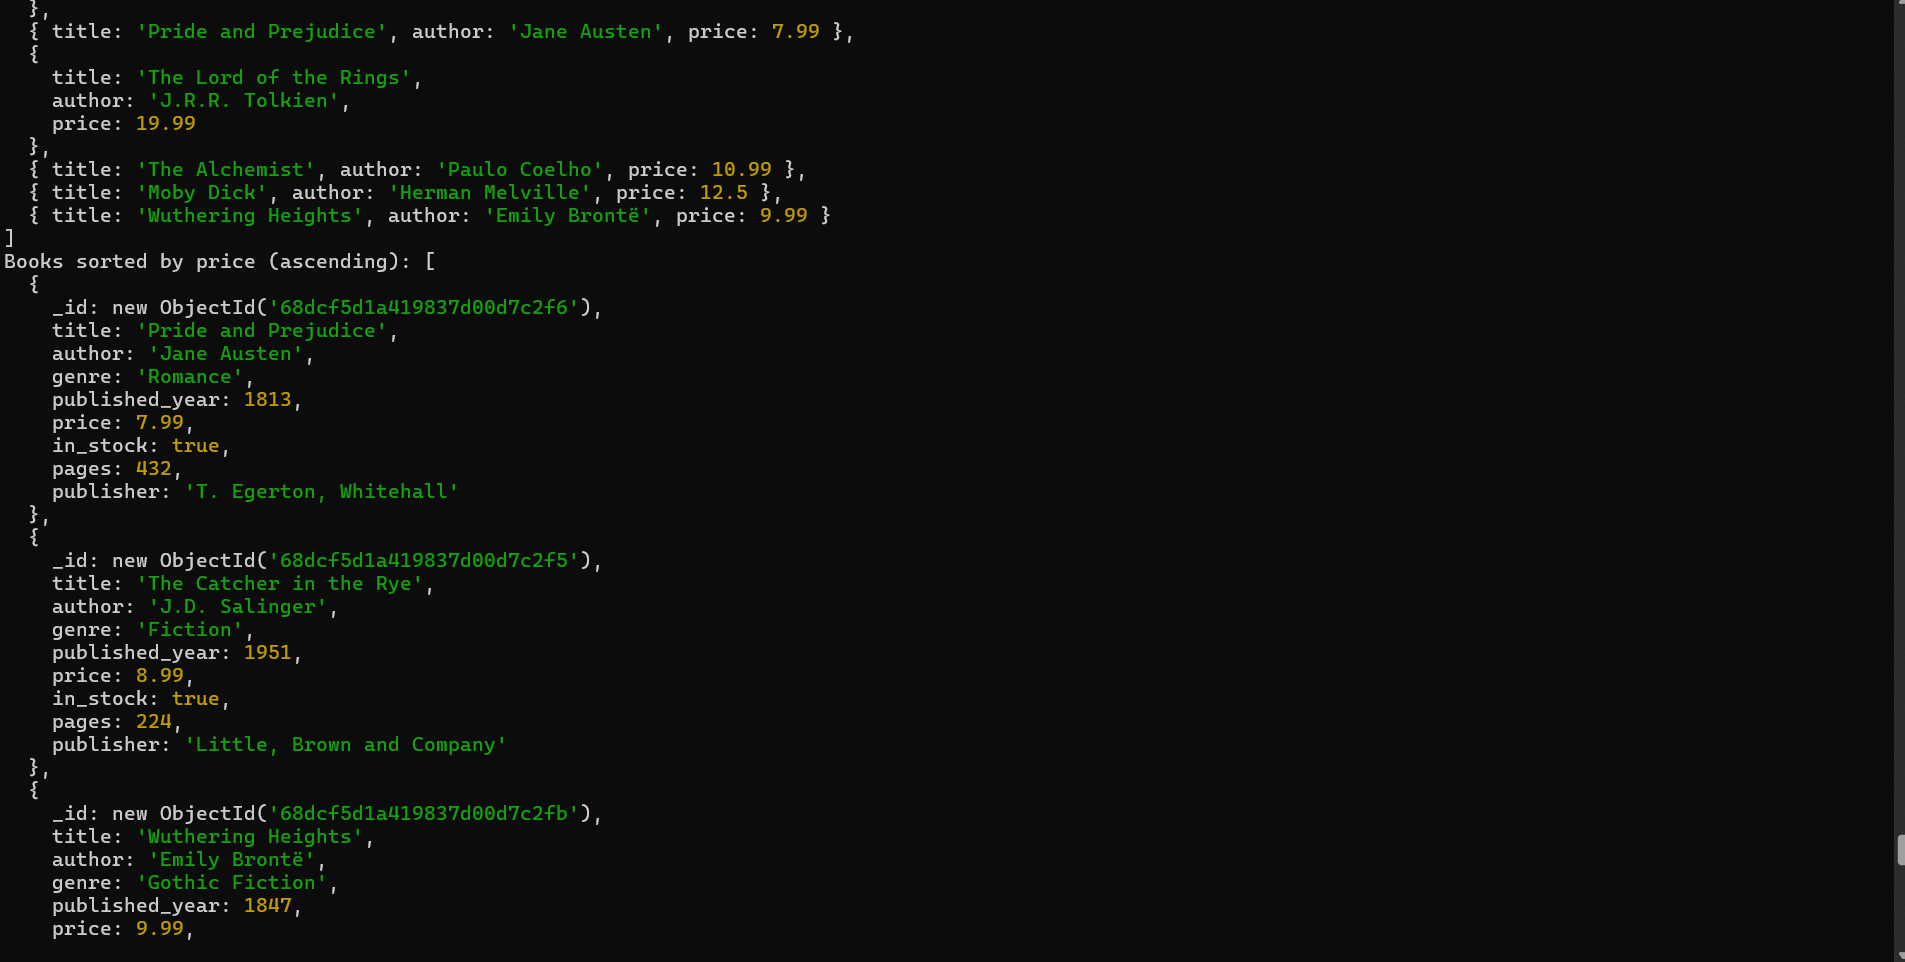 },
  { title: 'Pride and Prejudice', author: 'Jane Austen', price: 7.99 },
  {
    title: 'The Lord of the Rings',
    author: 'J.R.R. Tolkien',
    price: 19.99
  },
  { title: 'The Alchemist', author: 'Paulo Coelho', price: 10.99 },
  { title: 'Moby Dick', author: 'Herman Melville', price: 12.5 },
  { title: 'Wuthering Heights', author: 'Emily Brontë', price: 9.99 }
]
Books sorted by price (ascending): [
  {
    _id: new ObjectId('68dcf5d1a419837d00d7c2f6'),
    title: 'Pride and Prejudice',
    author: 'Jane Austen',
    genre: 'Romance',
    published_year: 1813,
    price: 7.99,
    in_stock: true,
    pages: 432,
    publisher: 'T. Egerton, Whitehall'
  },
  {
    _id: new ObjectId('68dcf5d1a419837d00d7c2f5'),
    title: 'The Catcher in the Rye',
    author: 'J.D. Salinger',
    genre: 'Fiction',
    published_year: 1951,
    price: 8.99,
    in_stock: true,
    pages: 224,
    publisher: 'Little, Brown and Company'
  },
  {
    _id: new ObjectId('68dcf5d1a419837d00d7c2fb'),
    title: 'Wuthering Heights',
    author: 'Emily Brontë',
    genre: 'Gothic Fiction',
    published_year: 1847,
    price: 9.99,